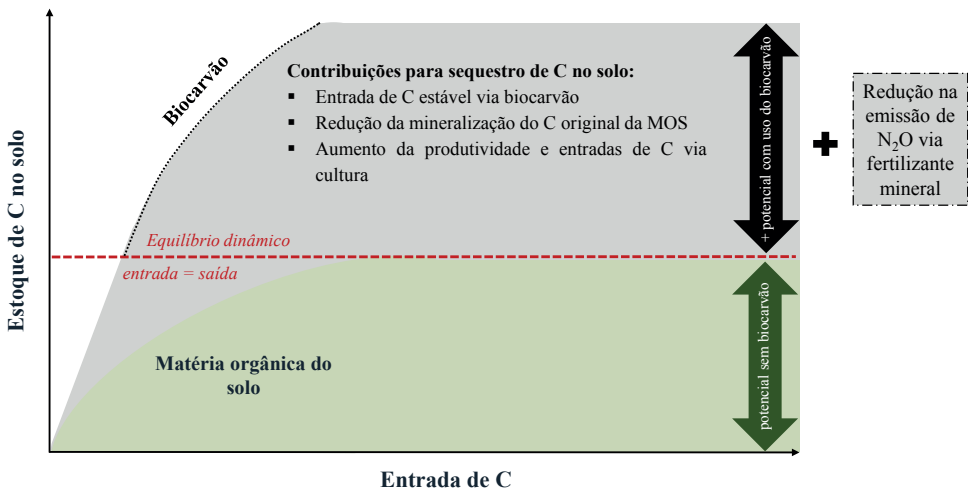 Estoque de C no solo
Biocarvão
Contribuições para sequestro de C no solo:
▪ Entrada de C estável via biocarvão
▪ Redução da mineralização do C original da MOS
▪ Aumento da produtividade e entradas de C via
cultura
Equilíbrio dinâmico
entrada = saída
Matéria orgânica do
solo
+ potencial com uso do biocarvão
potencial sem biocarvão
+
Redução na
emissão de
N₂O via
fertilizante
mineral
Entrada de C